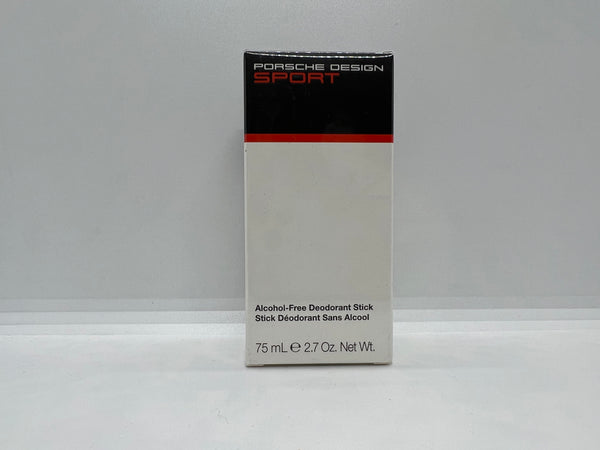 PORSCHE DESIGN
SPORT
Alcohol-Free Deodorant Stick
Stick Déodorant Sans Alcool
75 mL ℮ 2.7 Oz. Net Wt.